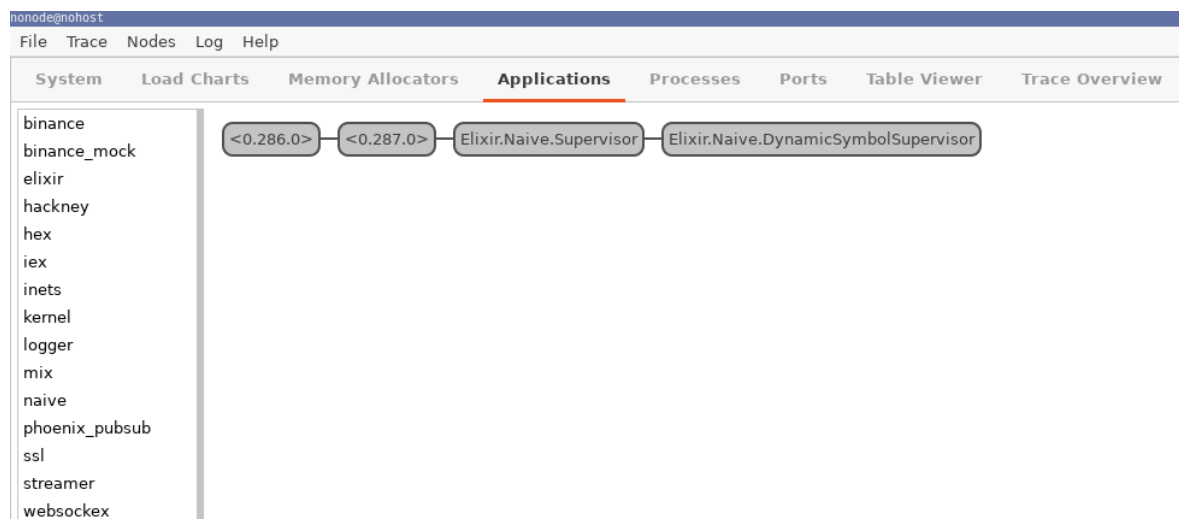 nonode@nohost
File Trace Nodes Log Help
System Load Charts Memory Allocators Applications Processes Ports Table Viewer Trace Overview
binance
binance_mock
elixir
hackney
hex
iex
inets
kernel
logger
mix
naive
phoenix_pubsub
ssl
streamer
websockex
<0.286.0> <0.287.0> Elixir.Naive.Supervisor Elixir.Naive.DynamicSymbolSupervisor